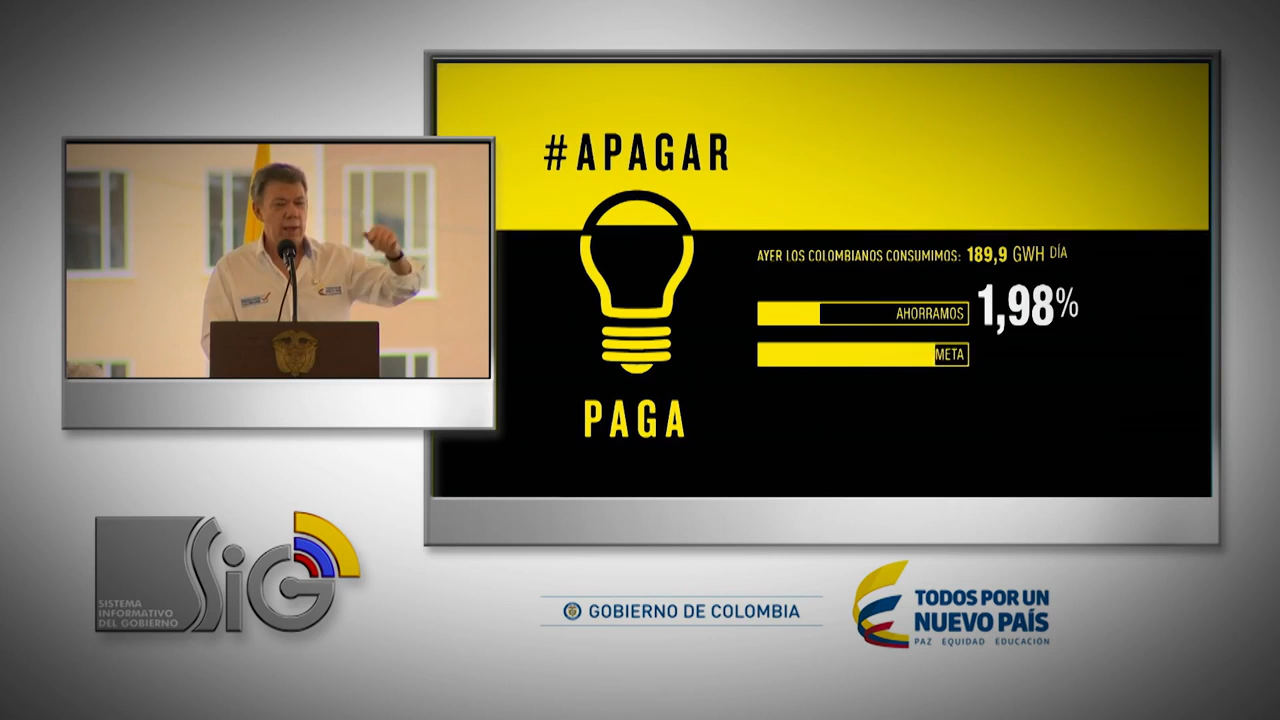 #APAGAR
PAGA
AYER LOS COLOMBIANOS CONSUMIMOS: 189,9 GWH DÍA
AHORRAMOS 1,98%
META
SiG
SISTEMA
INFORMATIVO
DEL GOBIERNO
GOBIERNO DE COLOMBIA
TODOS POR UN
NUEVO PAÍS
PAZ EQUIDAD EDUCACIÓN